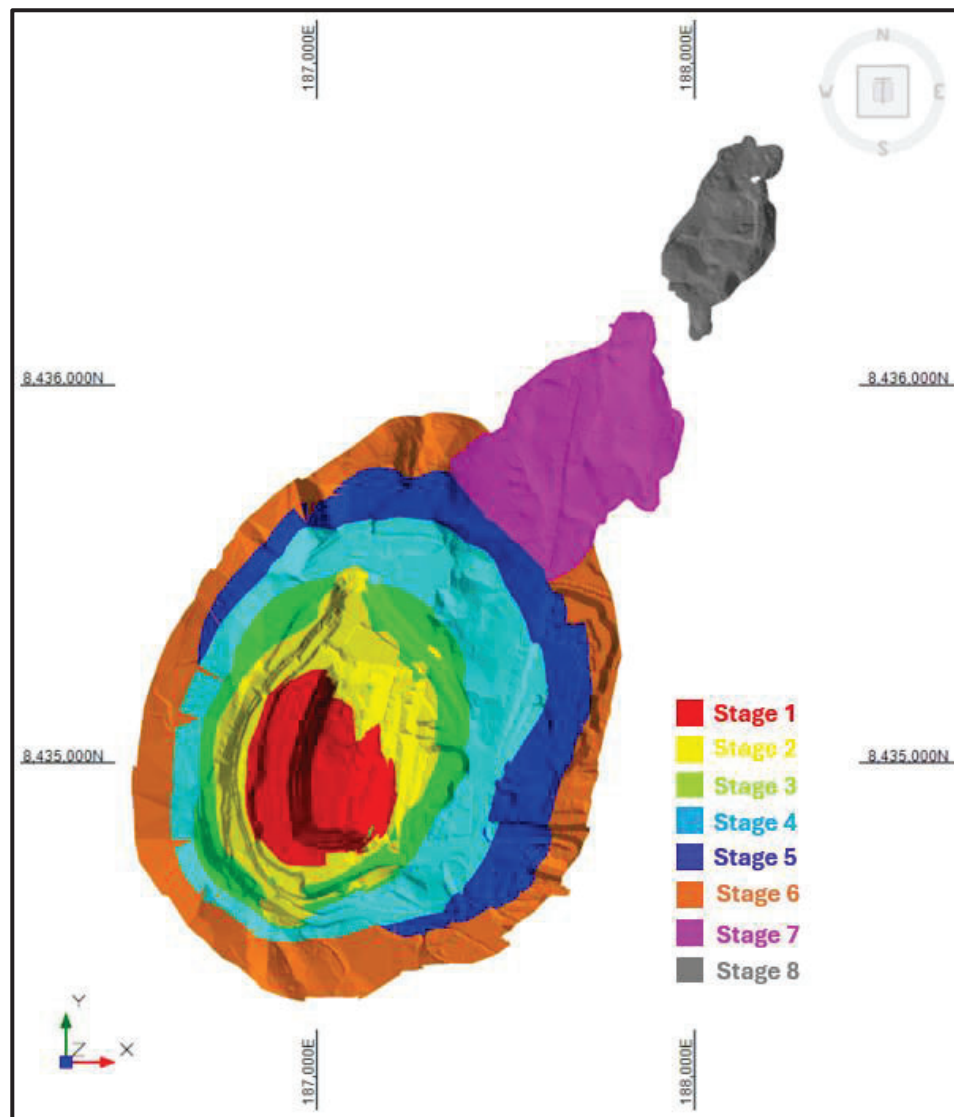 187,000E
188,000E
N
W
E
S
8,436,000N
8,436,000N
8,435,000N
8,435,000N
Stage 1
Stage 2
Stage 3
Stage 4
Stage 5
Stage 6
Stage 7
Stage 8
Y
Z
X
187,000E
188,000E